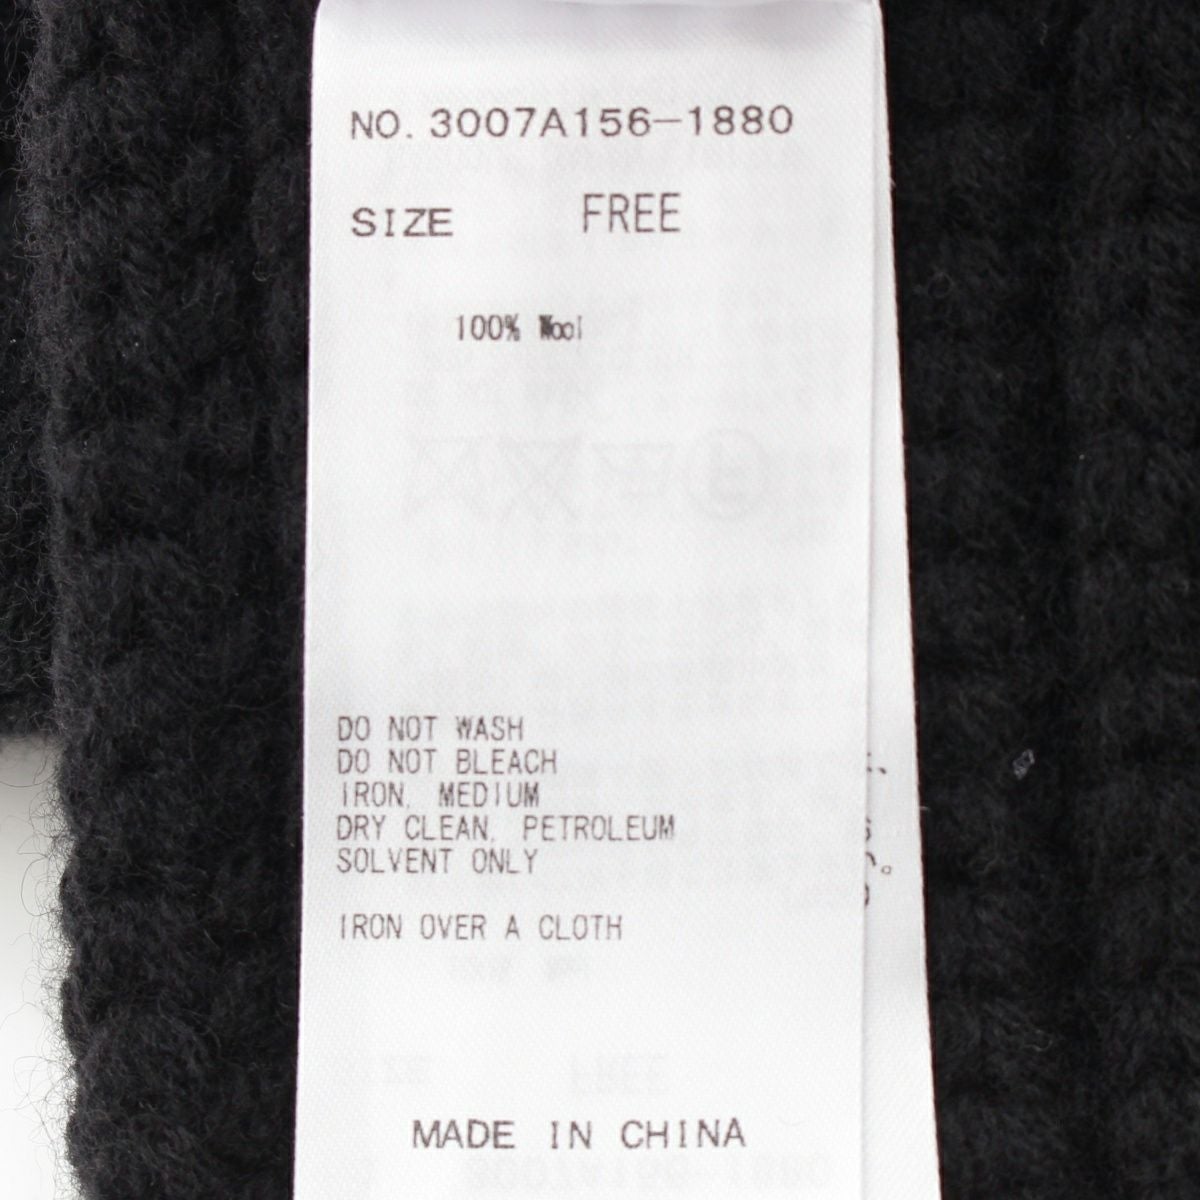 NO. 3007A156-1880
SIZE FREE
100% Wool
DO NOT WASH
DO NOT BLEACH
IRON, MEDIUM
DRY CLEAN, PETROLEUM
SOLVENT ONLY
IRON OVER A CLOTH
MADE IN CHINA